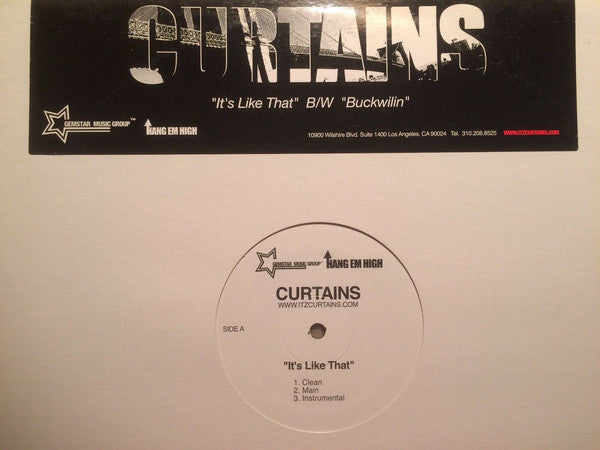 CURTAINS
"It's Like That" B/W "Buckwilin"
GEMSTAR MUSIC GROUP™
HANG EM HIGH
10900 Wilshire Blvd. Suite 1400 Los Angeles, CA 90024 Tel. 310.208.8525 WWW.ITZCURTAINS.COM
GEMSTAR MUSIC GROUP™
HANG EM HIGH
CURTAINS
WWW.ITZCURTAINS.COM
SIDE A
"It's Like That"
1. Clean
2. Main
3. Instrumental